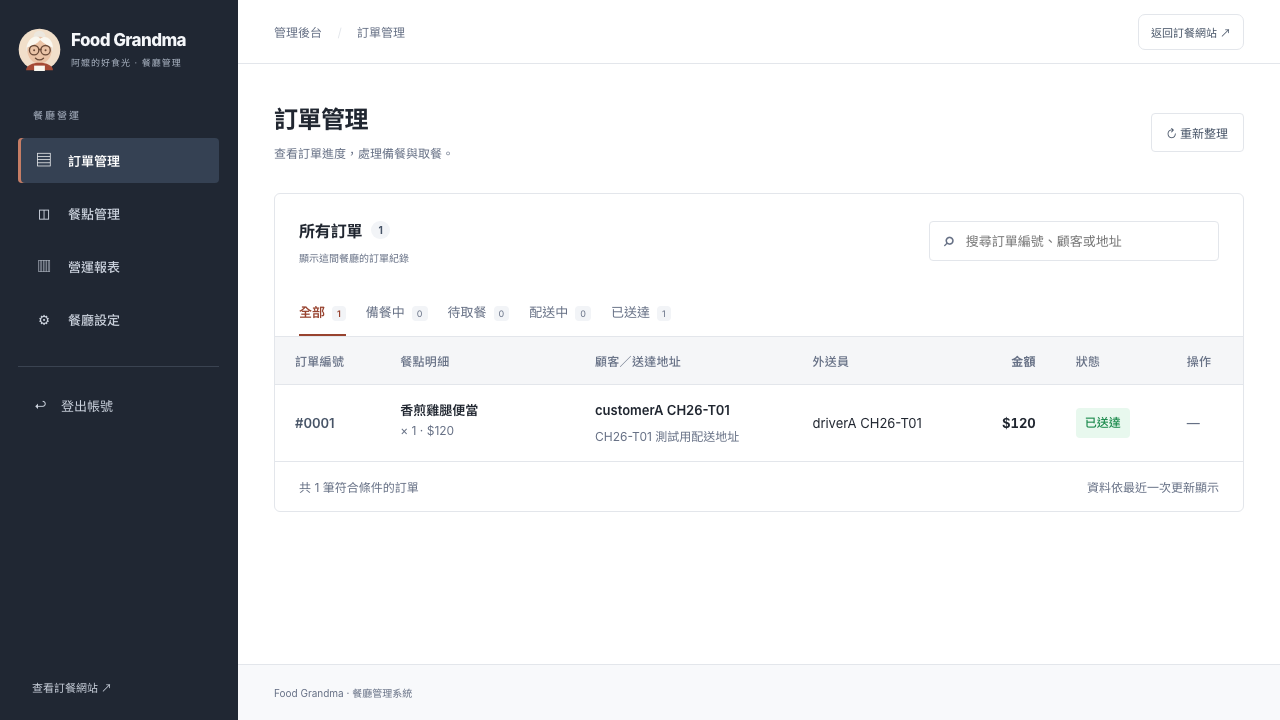 Food Grandma
阿嬤的好食光 · 餐廳管理
餐廳營運
訂單管理
餐點管理
營運報表
餐廳設定
登出帳號
查看訂餐網站 ↗
管理後台 / 訂單管理
返回訂餐網站 ↗
訂單管理
查看訂單進度，處理備餐與取餐。
↻ 重新整理
所有訂單 1
顯示這間餐廳的訂單紀錄
搜尋訂單編號、顧客或地址
全部 1 備餐中 0 待取餐 0 配送中 0 已送達 1
訂單編號 餐點明細 顧客／送達地址 外送員 金額 狀態 操作
#0001 香煎雞腿便當 customerA CH26-T01 driverA CH26-T01 $120 已送達 —
× 1 · $120 CH26-T01 測試用配送地址
共 1 筆符合條件的訂單 資料依最近一次更新顯示
Food Grandma · 餐廳管理系統